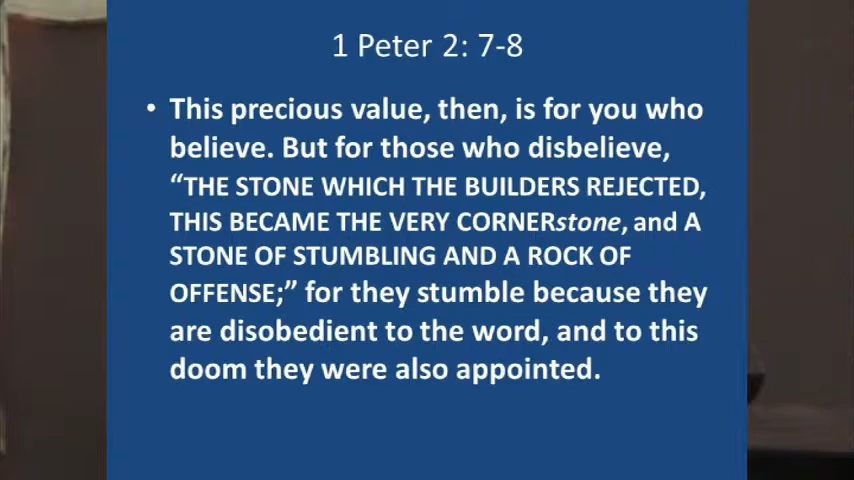 1 Peter 2: 7-8
• This precious value, then, is for you who
believe. But for those who disbelieve,
“THE STONE WHICH THE BUILDERS REJECTED,
THIS BECAME THE VERY CORNERstone, and A
STONE OF STUMBLING AND A ROCK OF
OFFENSE;” for they stumble because they
are disobedient to the word, and to this
doom they were also appointed.